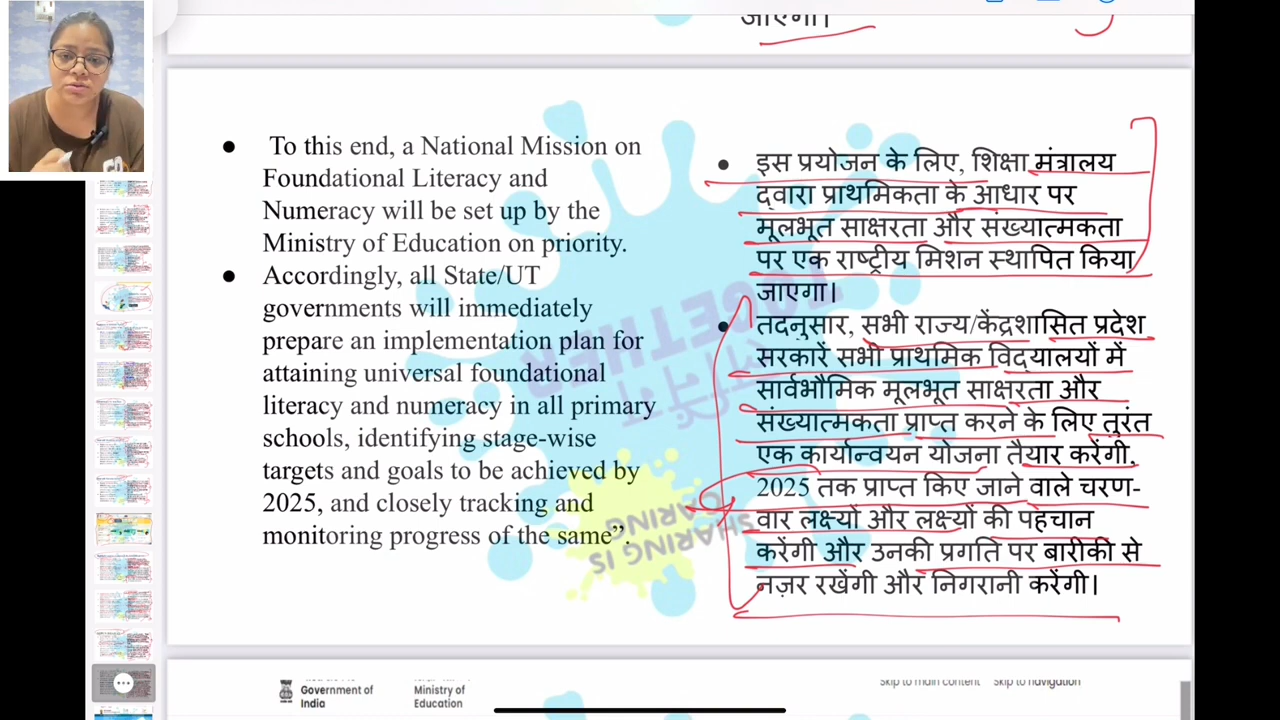 जाएगा।
● To this end, a National Mission on
Foundational Literacy and
Numeracy will be set up by the
Ministry of Education on priority.
● Accordingly, all State/UT
governments will immediately
prepare an implementation plan for
attaining universal foundational
literacy and numeracy in all primary
schools, identifying stage-wise
targets and goals to be achieved by
2025, and closely tracking and
monitoring progress of the same”.
● इस प्रयोजन के लिए, शिक्षा मंत्रालय
द्वारा प्राथमिकता के आधार पर
मूलभूत साक्षरता और संख्यात्मकता
पर एक राष्ट्रीय मिशन स्थापित किया
जाएगा।
● तदनुसार, सभी राज्य/केंद्रशासित प्रदेश
सरकारें सभी प्राथमिक विद्यालयों में
सार्वभौमिक मूलभूत साक्षरता और
संख्यात्मकता प्राप्त करने के लिए तुरंत
एक कार्यान्वयन योजना तैयार करेंगी,
2025 तक प्राप्त किए जाने वाले चरण-
वार लक्ष्यों और लक्ष्यों की पहचान
करेंगी और उनकी प्रगति पर बारीकी से
नज़र रखेंगी और निगरानी करेंगी।
SHARING IS
CARING
Government of
India
Ministry of
Education
Skip to main content Skip to navigation